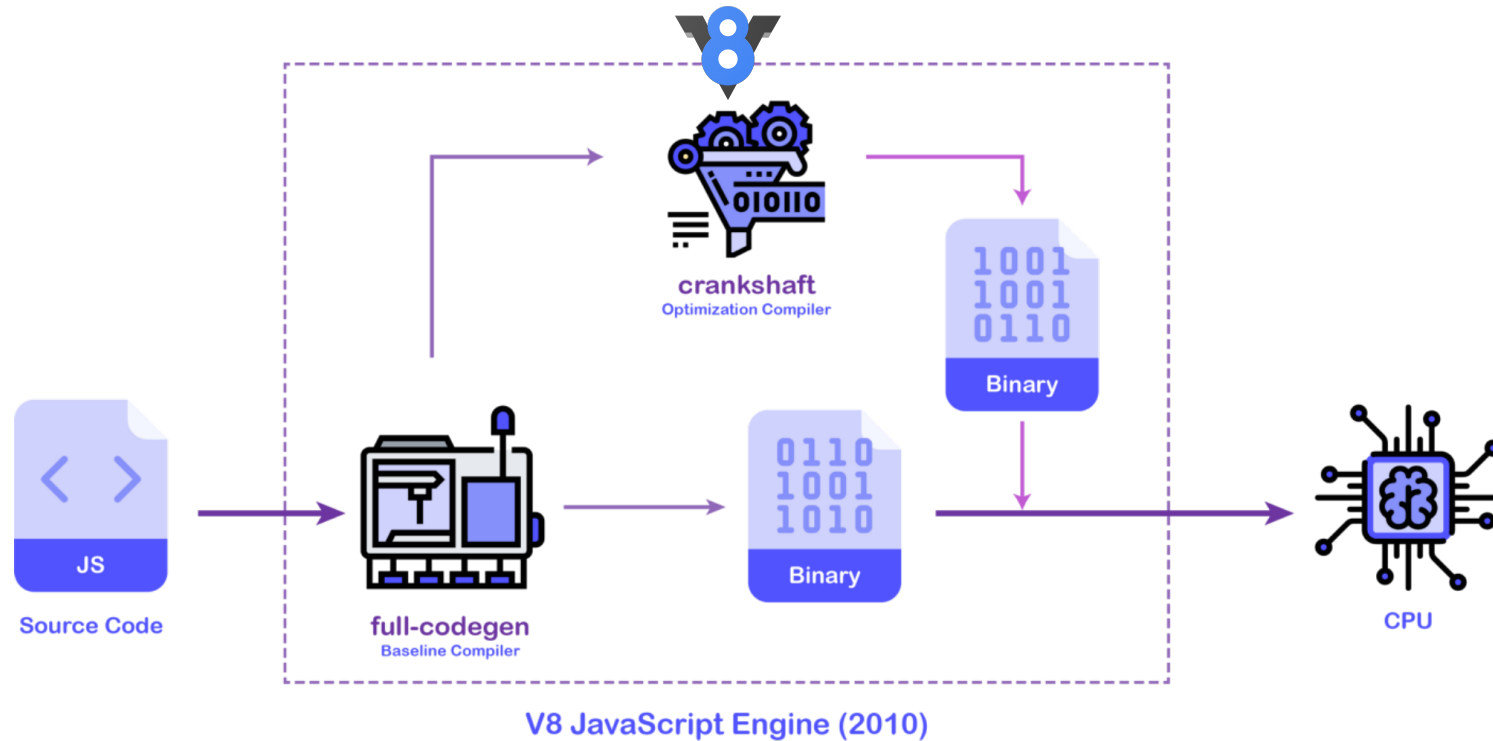 V8
010110
crankshaft
Optimization Compiler
1001
1001
0110
Binary
JS
Source Code
full-codegen
Baseline Compiler
0110
1001
1010
Binary
CPU
V8 JavaScript Engine (2010)